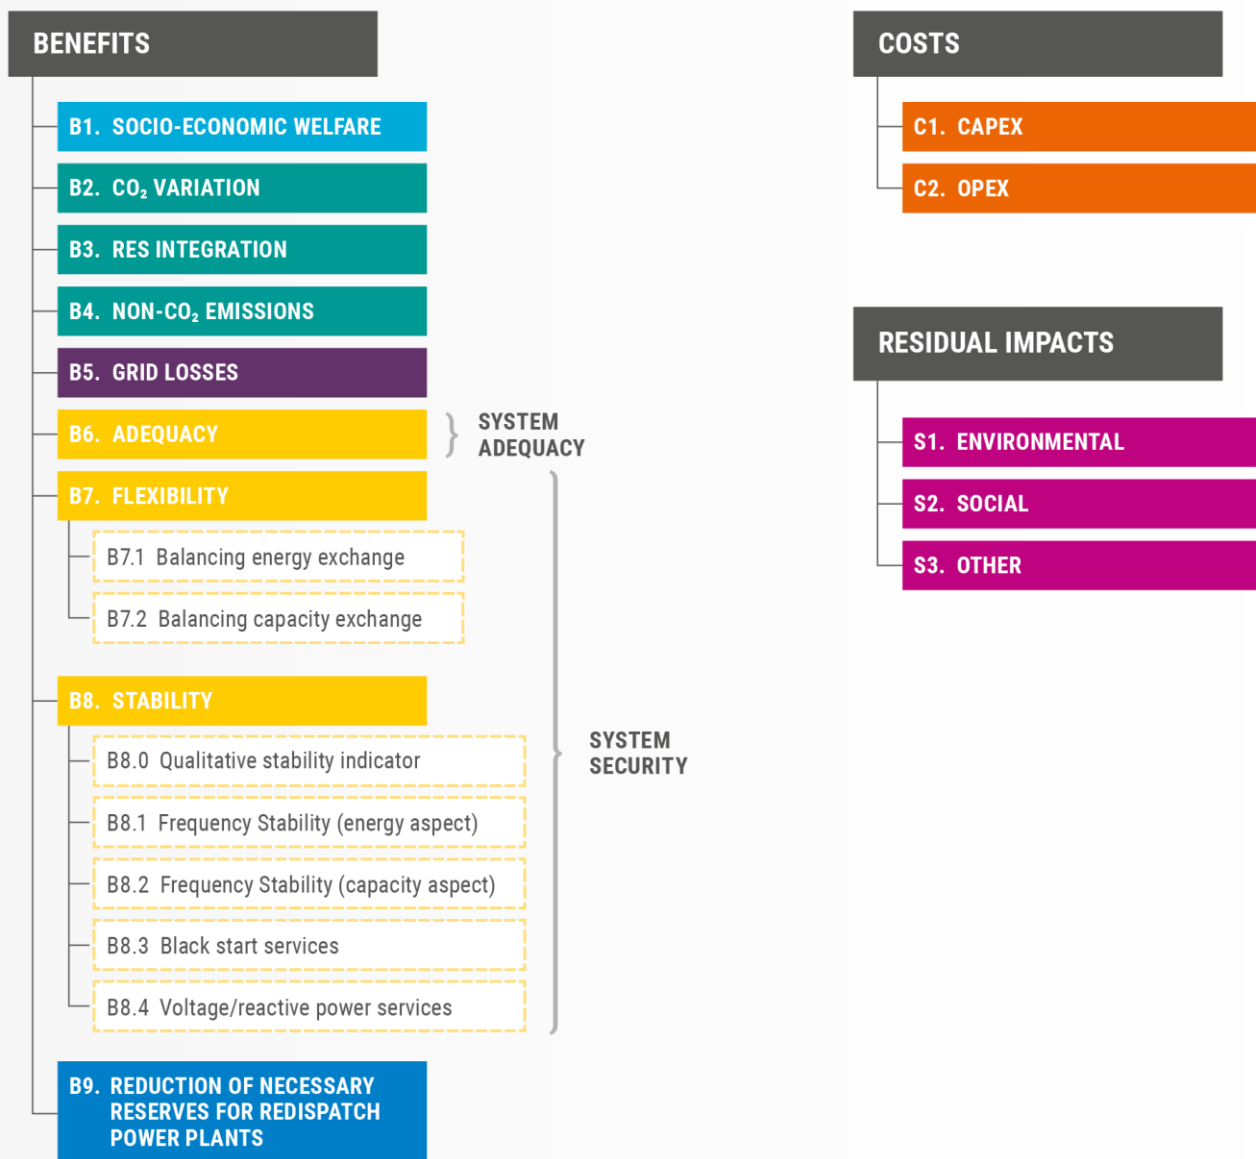 BENEFITS
B1. SOCIO-ECONOMIC WELFARE
B2. CO₂ VARIATION
B3. RES INTEGRATION
B4. NON-CO₂ EMISSIONS
B5. GRID LOSSES
B6. ADEQUACY
SYSTEM
ADEQUACY
B7. FLEXIBILITY
B7.1 Balancing energy exchange
B7.2 Balancing capacity exchange
B8. STABILITY
B8.0 Qualitative stability indicator
B8.1 Frequency Stability (energy aspect)
B8.2 Frequency Stability (capacity aspect)
B8.3 Black start services
B8.4 Voltage/reactive power services
SYSTEM
SECURITY
B9. REDUCTION OF NECESSARY
RESERVES FOR REDISPATCH
POWER PLANTS
COSTS
C1. CAPEX
C2. OPEX
RESIDUAL IMPACTS
S1. ENVIRONMENTAL
S2. SOCIAL
S3. OTHER